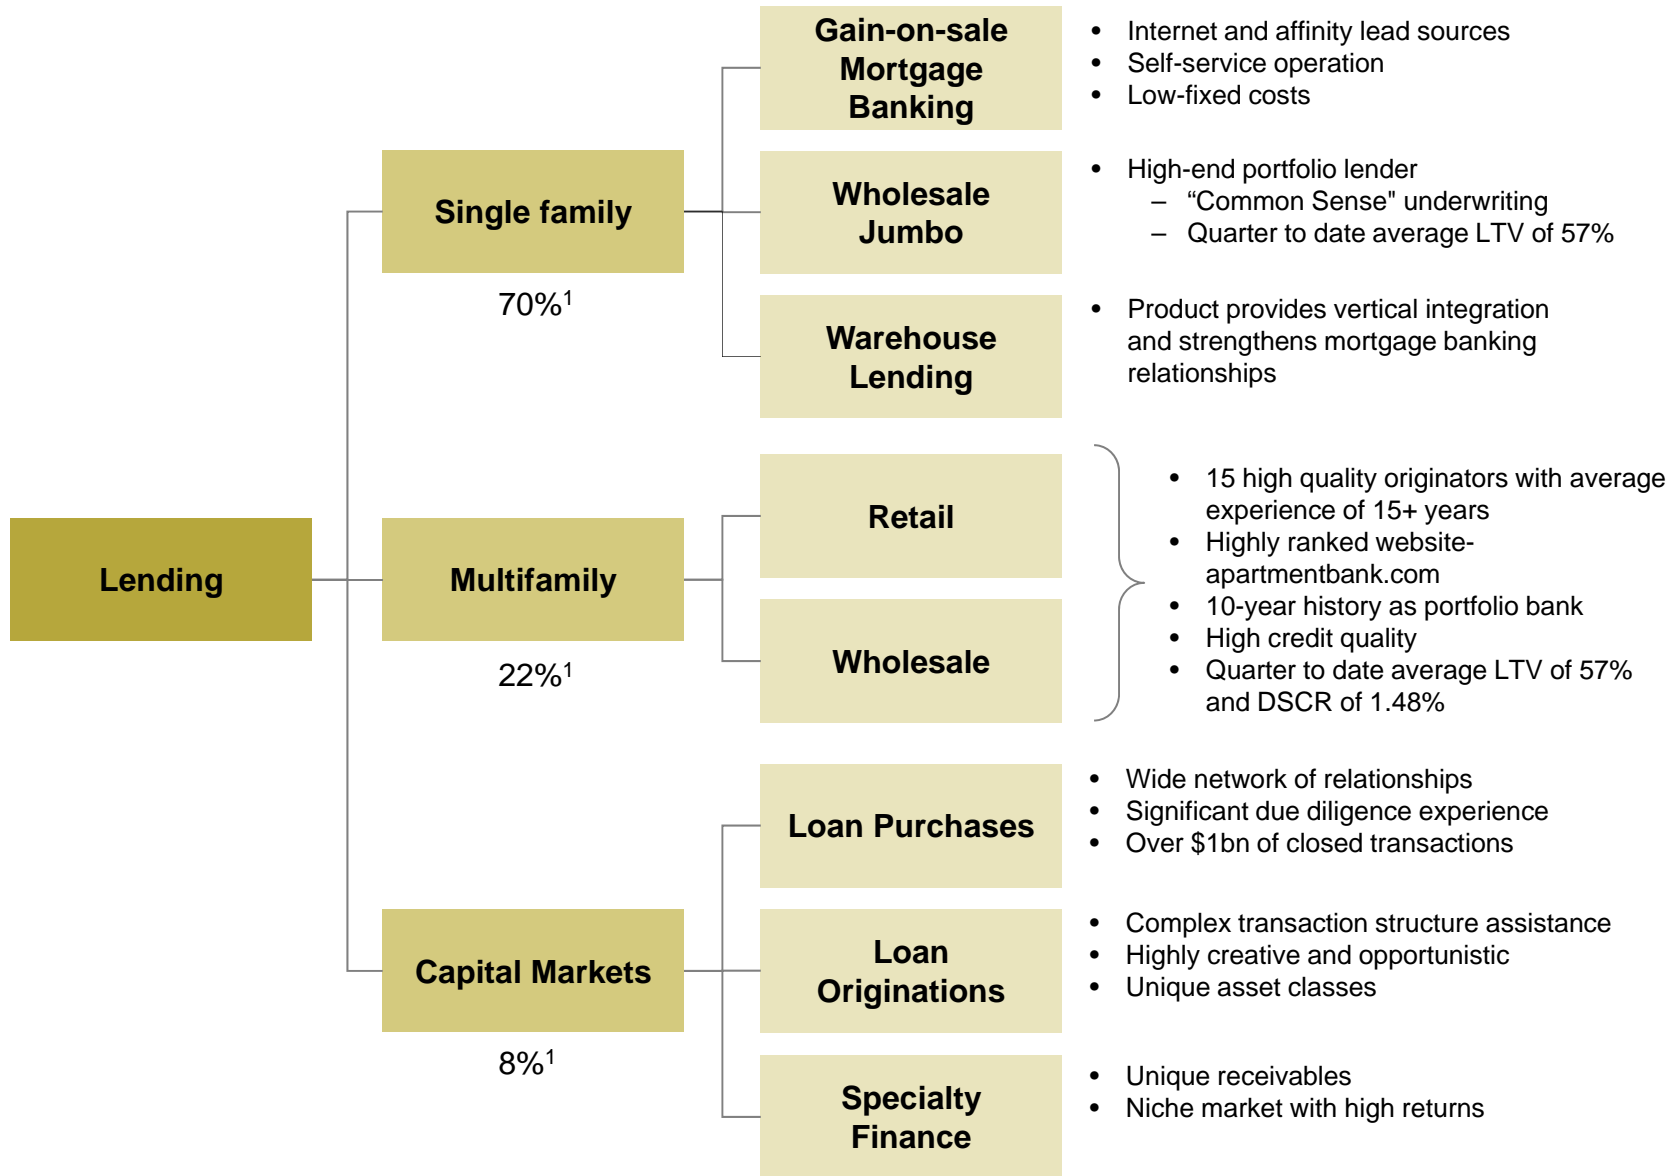 Gain-on-sale
Mortgage
Banking
• Internet and affinity lead sources
• Self-service operation
• Low-fixed costs
Single family
70%1
Wholesale
Jumbo
• High-end portfolio lender
– “Common Sense" underwriting
– Quarter to date average LTV of 57%
Warehouse
Lending
• Product provides vertical integration
and strengthens mortgage banking
relationships
Lending
Multifamily
22%1
Retail
Wholesale
• 15 high quality originators with average
experience of 15+ years
• Highly ranked website-
apartmentbank.com
• 10-year history as portfolio bank
• High credit quality
• Quarter to date average LTV of 57%
and DSCR of 1.48%
Capital Markets
8%1
Loan Purchases
• Wide network of relationships
• Significant due diligence experience
• Over $1bn of closed transactions
Loan
Originations
• Complex transaction structure assistance
• Highly creative and opportunistic
• Unique asset classes
Specialty
Finance
• Unique receivables
• Niche market with high returns